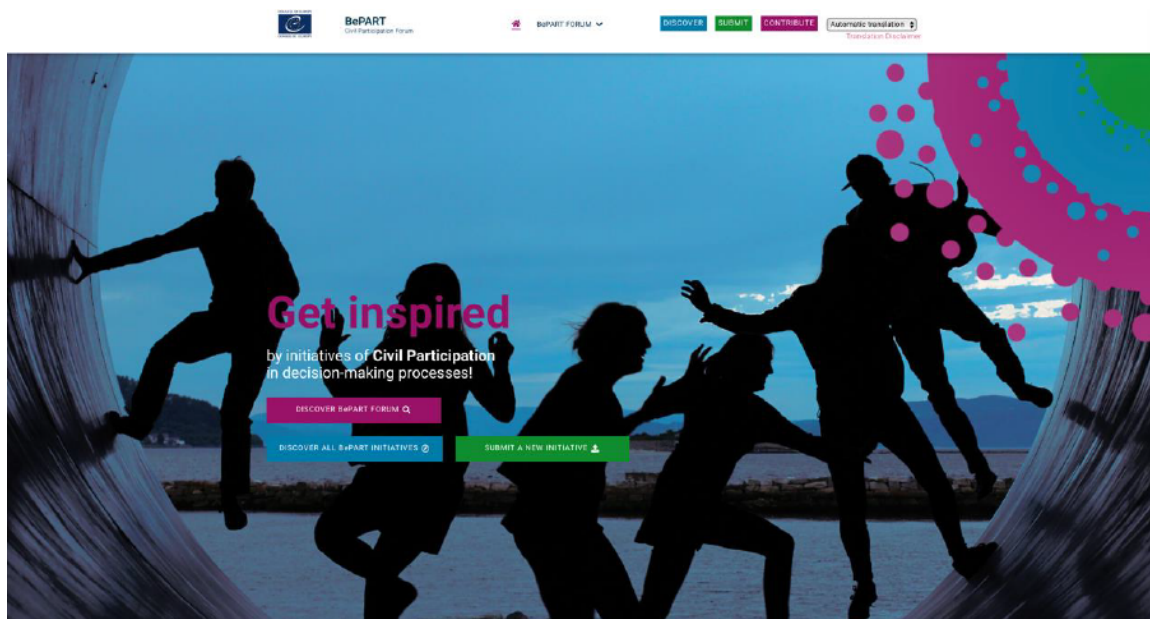 BePART
Civil Participation Forum
BePART FORUM
DISCOVER
SUBMIT
CONTRIBUTE
Automatic translation
Translation Disclaimer
Get inspired
by initiatives of Civil Participation
in decision-making processes!
DISCOVER BePART FORUM
DISCOVER ALL BePART INITIATIVES
SUBMIT A NEW INITIATIVE